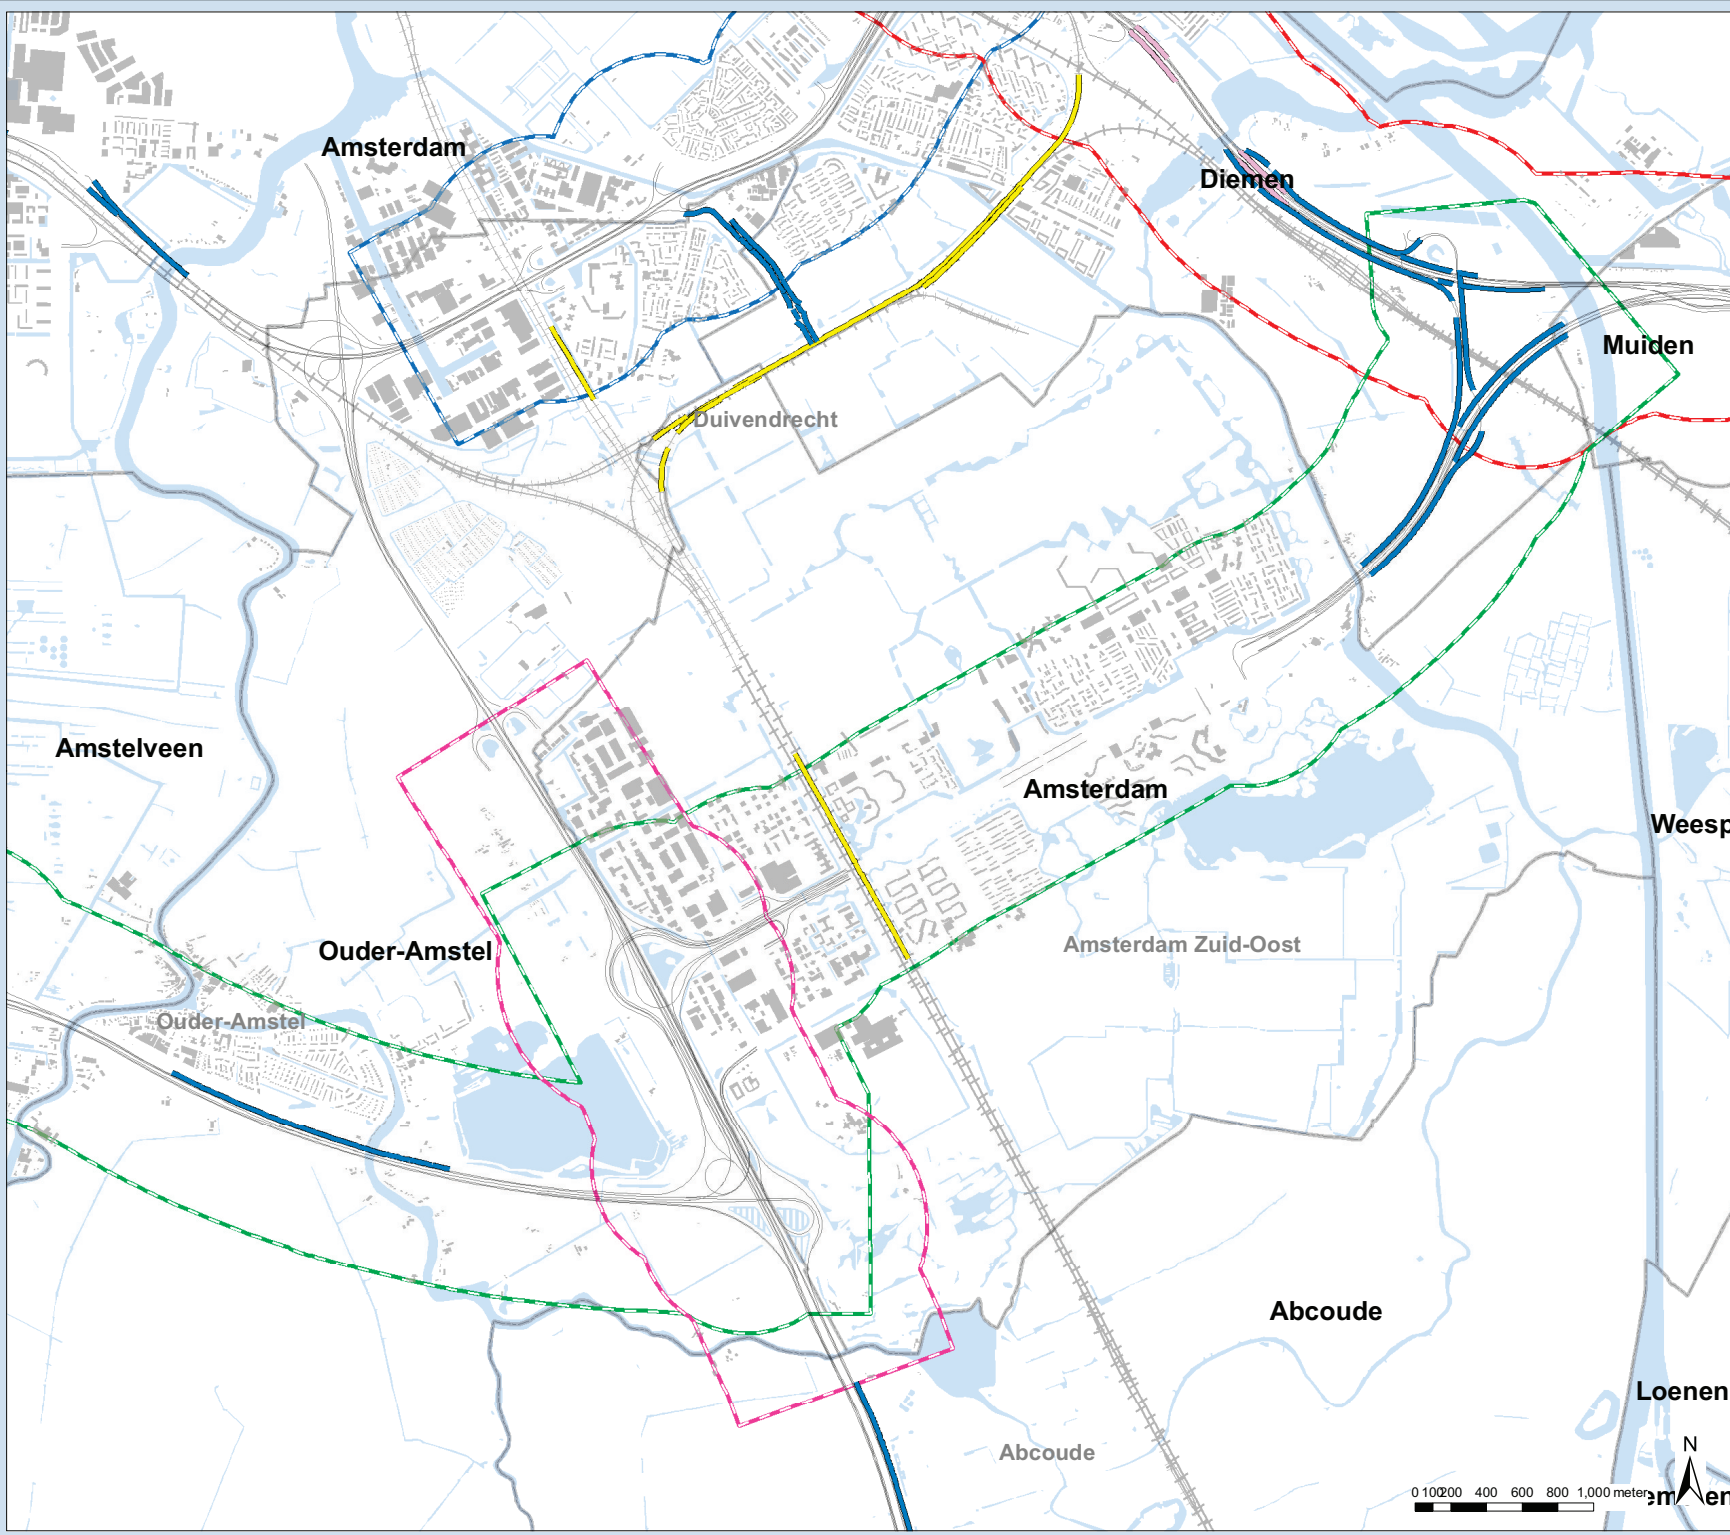 Amsterdam
Diemen
Muiden
Duivendrecht
Amstelveen
Amsterdam
Weesp
Ouder-Amstel
Amsterdam Zuid-Oost
Ouder-Amstel
Abcoude
Loenen
Abcoude
N
0 100 200 400 600 800 1,000 meter